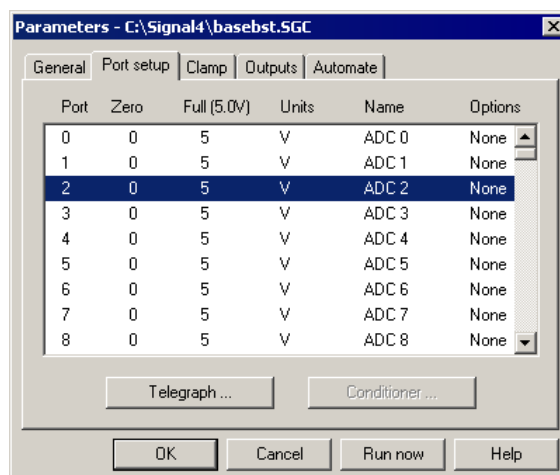 Parameters - C:\Signal4\basebst.SGC
General Port setup Clamp Outputs Automate
Port Zero Full (5.0V) Units Name Options
0 0 5 V ADC 0 None
1 0 5 V ADC 1 None
2 0 5 V ADC 2 None
3 0 5 V ADC 3 None
4 0 5 V ADC 4 None
5 0 5 V ADC 5 None
6 0 5 V ADC 6 None
7 0 5 V ADC 7 None
8 0 5 V ADC 8 None
Telegraph ... Conditioner ...
OK Cancel Run now Help